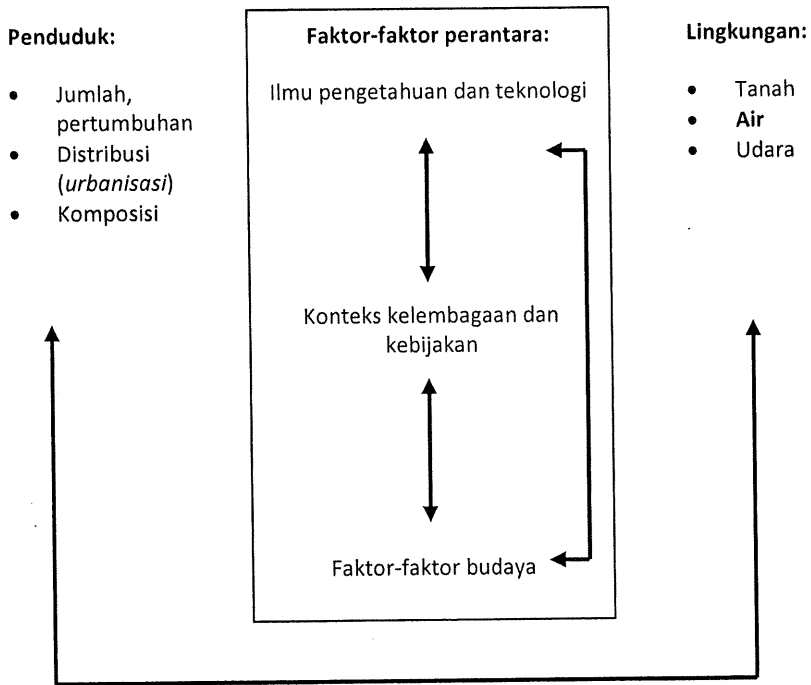 Penduduk:
• Jumlah,
pertumbuhan
• Distribusi
(urbanisasi)
• Komposisi
Faktor-faktor perantara:
Ilmu pengetahuan dan teknologi
Konteks kelembagaan dan
kebijakan
Faktor-faktor budaya
Lingkungan:
• Tanah
• Air
• Udara